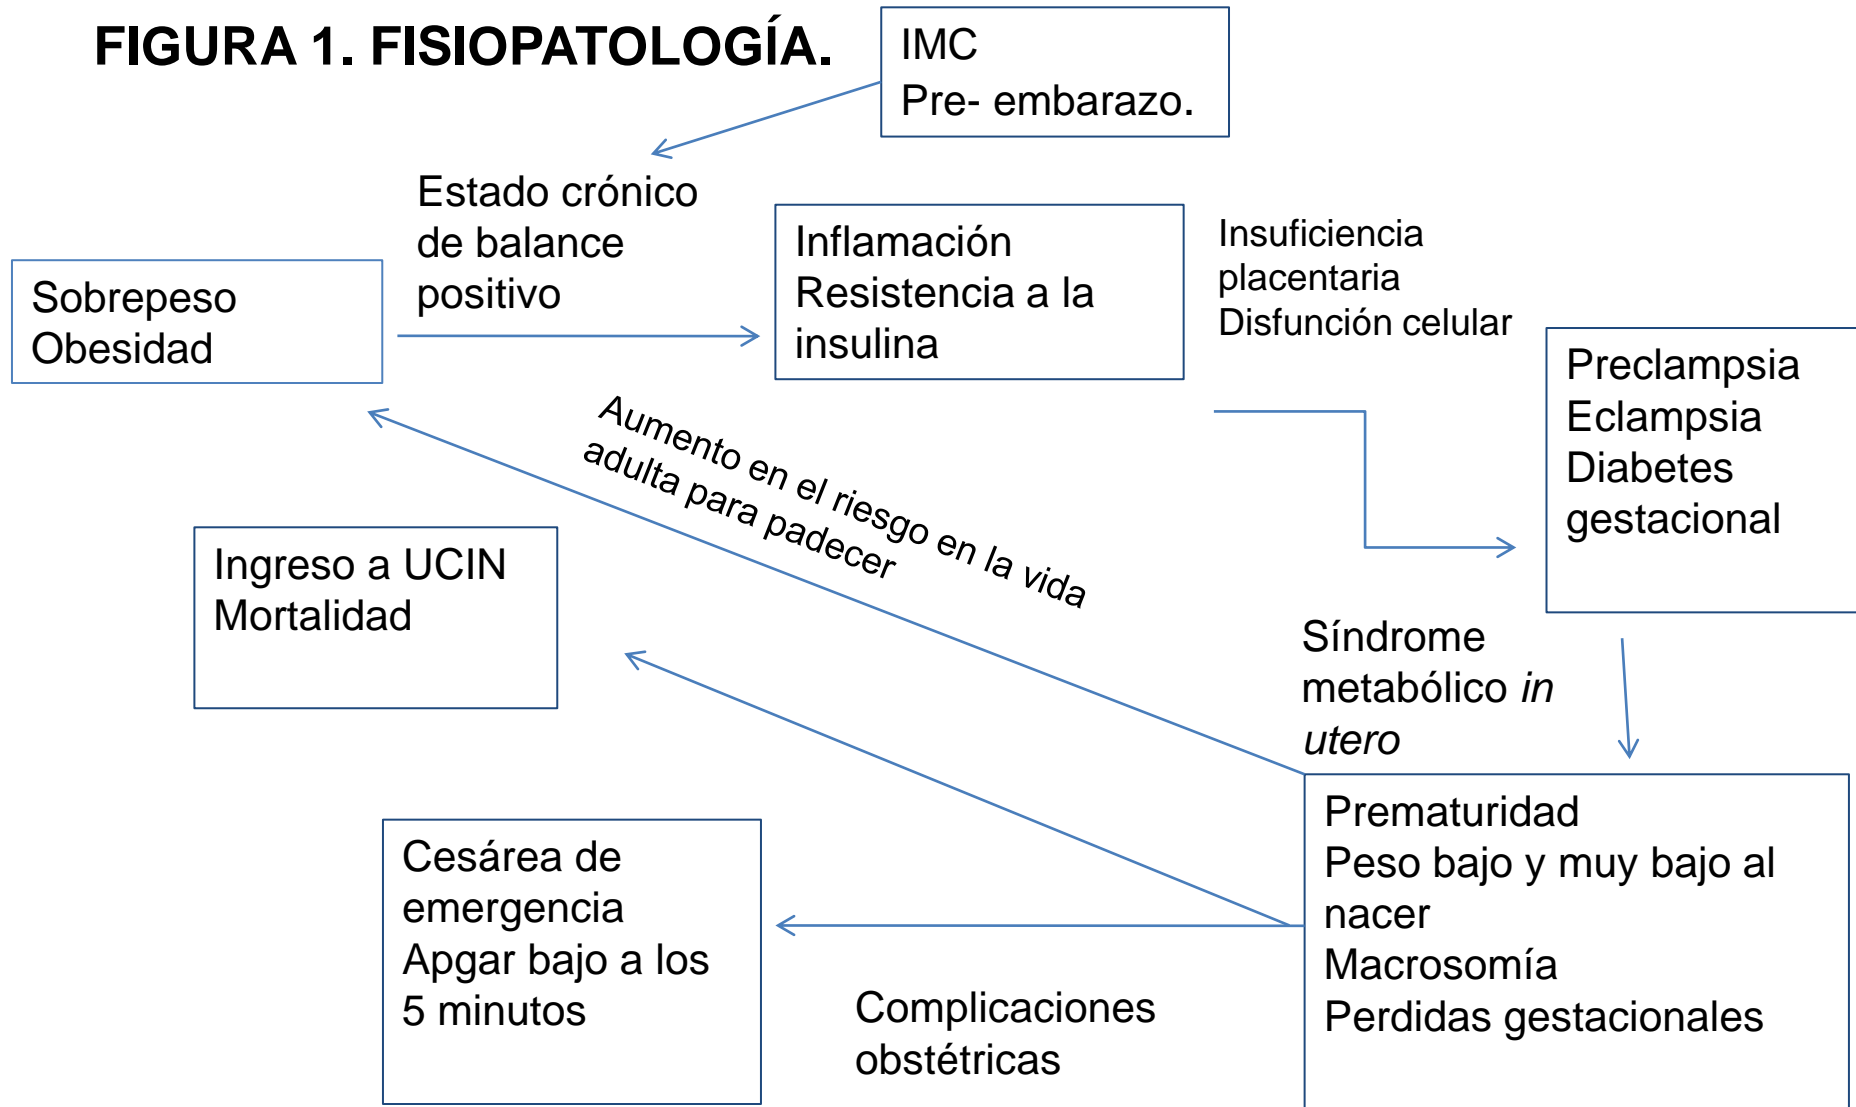 FIGURA 1. FISIOPATOLOGÍA.
IMC
Pre- embarazo.
Estado crónico
de balance
positivo
Sobrepeso
Obesidad
Inflamación
Resistencia a la
insulina
Insuficiencia
placentaria
Disfunción celular
Preclampsia
Eclampsia
Diabetes
gestacional
Aumento en el riesgo en la vida
adulta para padecer
Ingreso a UCIN
Mortalidad
Síndrome
metabólico in
utero
Prematuridad
Peso bajo y muy bajo al
nacer
Macrosomía
Perdidas gestacionales
Cesárea de
emergencia
Apgar bajo a los
5 minutos
Complicaciones
obstétricas